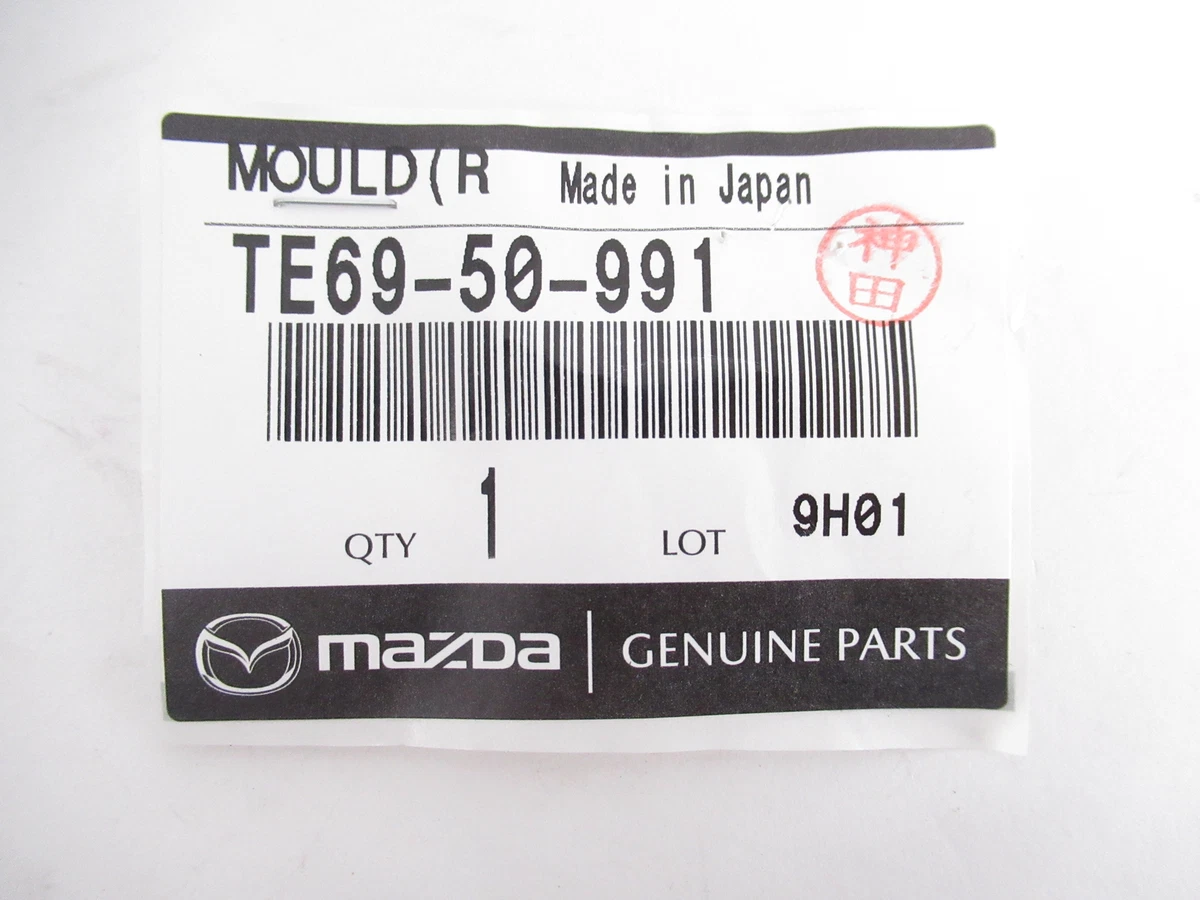 MOULD(R Made in Japan
TE69-50-991
神田
QTY 1 LOT 9H01
mazda | GENUINE PARTS